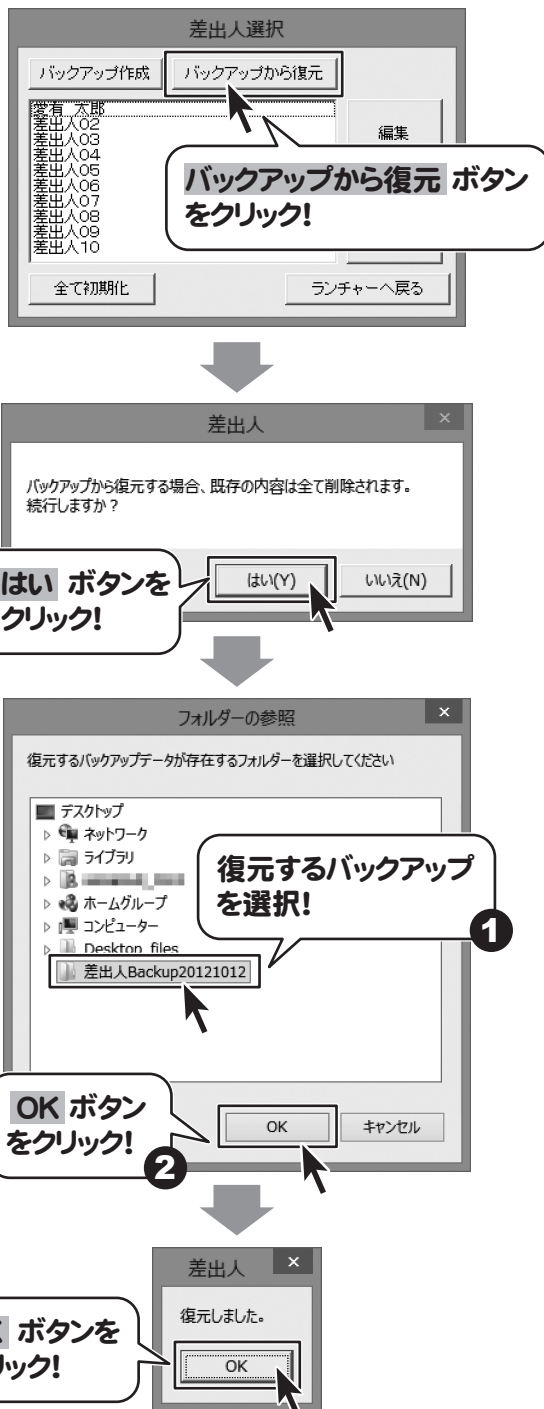 差出人選択
バックアップ作成
バックアップから復元
愛有 太郎
差出人02
差出人03
差出人04
差出人05
差出人06
差出人07
差出人08
差出人09
差出人10
編集
バックアップから復元 ボタン
をクリック!
全て初期化
ランチャーへ戻る
差出人
バックアップから復元する場合、既存の内容は全て削除されます。
続行しますか?
はい ボタンを
クリック!
はい(Y)
いいえ(N)
フォルダーの参照
復元するバックアップデータが存在するフォルダーを選択してください
デスクトップ
ネットワーク
ライブラリ
ホームグループ
コンピューター
Desktop files
差出人Backup20121012
復元するバックアップ
を選択!
1
OK ボタン
をクリック!
2
OK
キャンセル
差出人
復元しました。
ボタンを
ック!
OK